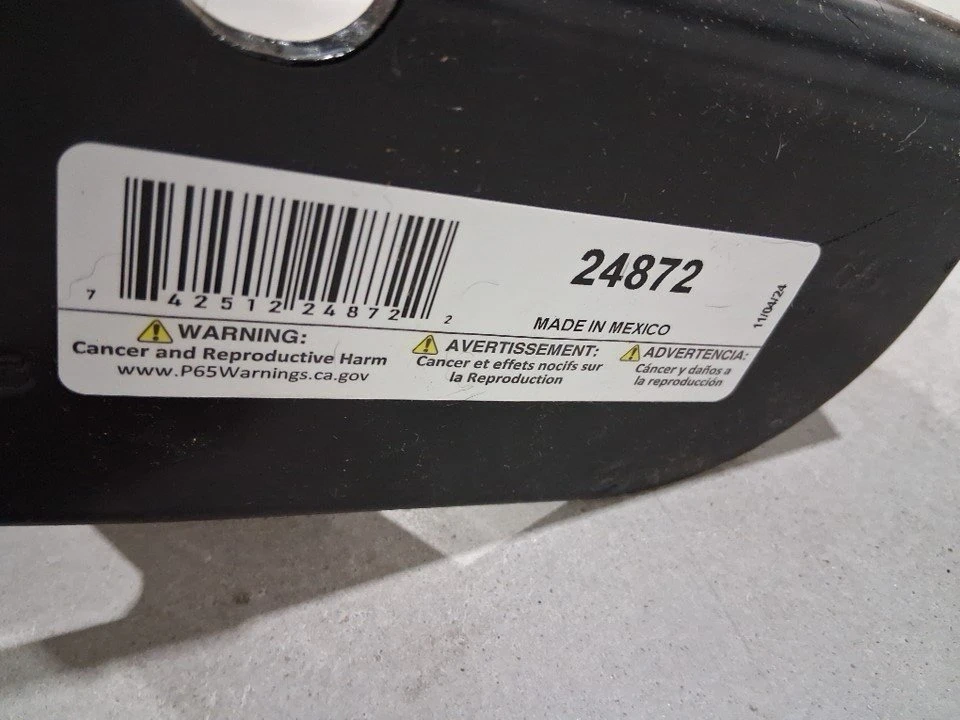 24872
7 42512 24872 2
MADE IN MEXICO
11/04/24
WARNING:
Cancer and Reproductive Harm
www.P65Warnings.ca.gov
AVERTISSEMENT:
Cancer et effets nocifs sur
la Reproduction
ADVERTENCIA:
Cáncer y daños a
la reproducción